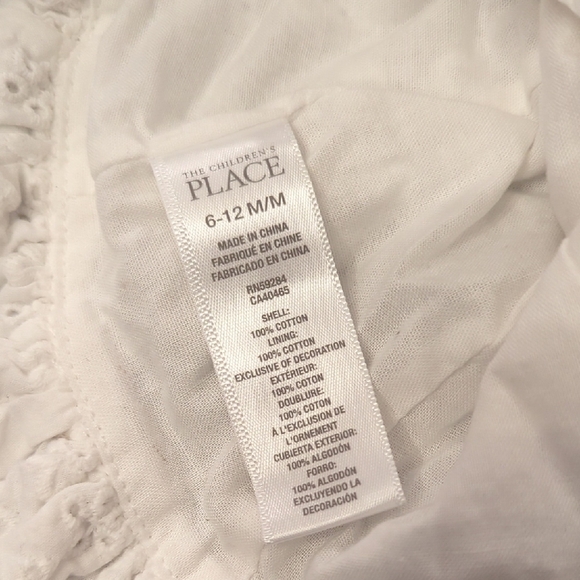 THE CHILDREN'S
PLACE
6-12 M/M
MADE IN CHINA
FABRIQUÉ EN CHINE
FABRICADO EN CHINA
RN59284
CA40465
SHELL:
100% COTTON
LINING:
100% COTTON
EXCLUSIVE OF DECORATION
EXTÉRIEUR:
100% COTON
DOUBLURE:
100% COTON
À L'EXCLUSION DE
L'ORNEMENT
CUBIERTA EXTERIOR:
100% ALGODÓN
FORRO:
100% ALGODÓN
EXCLUYENDO LA
DECORACIÓN